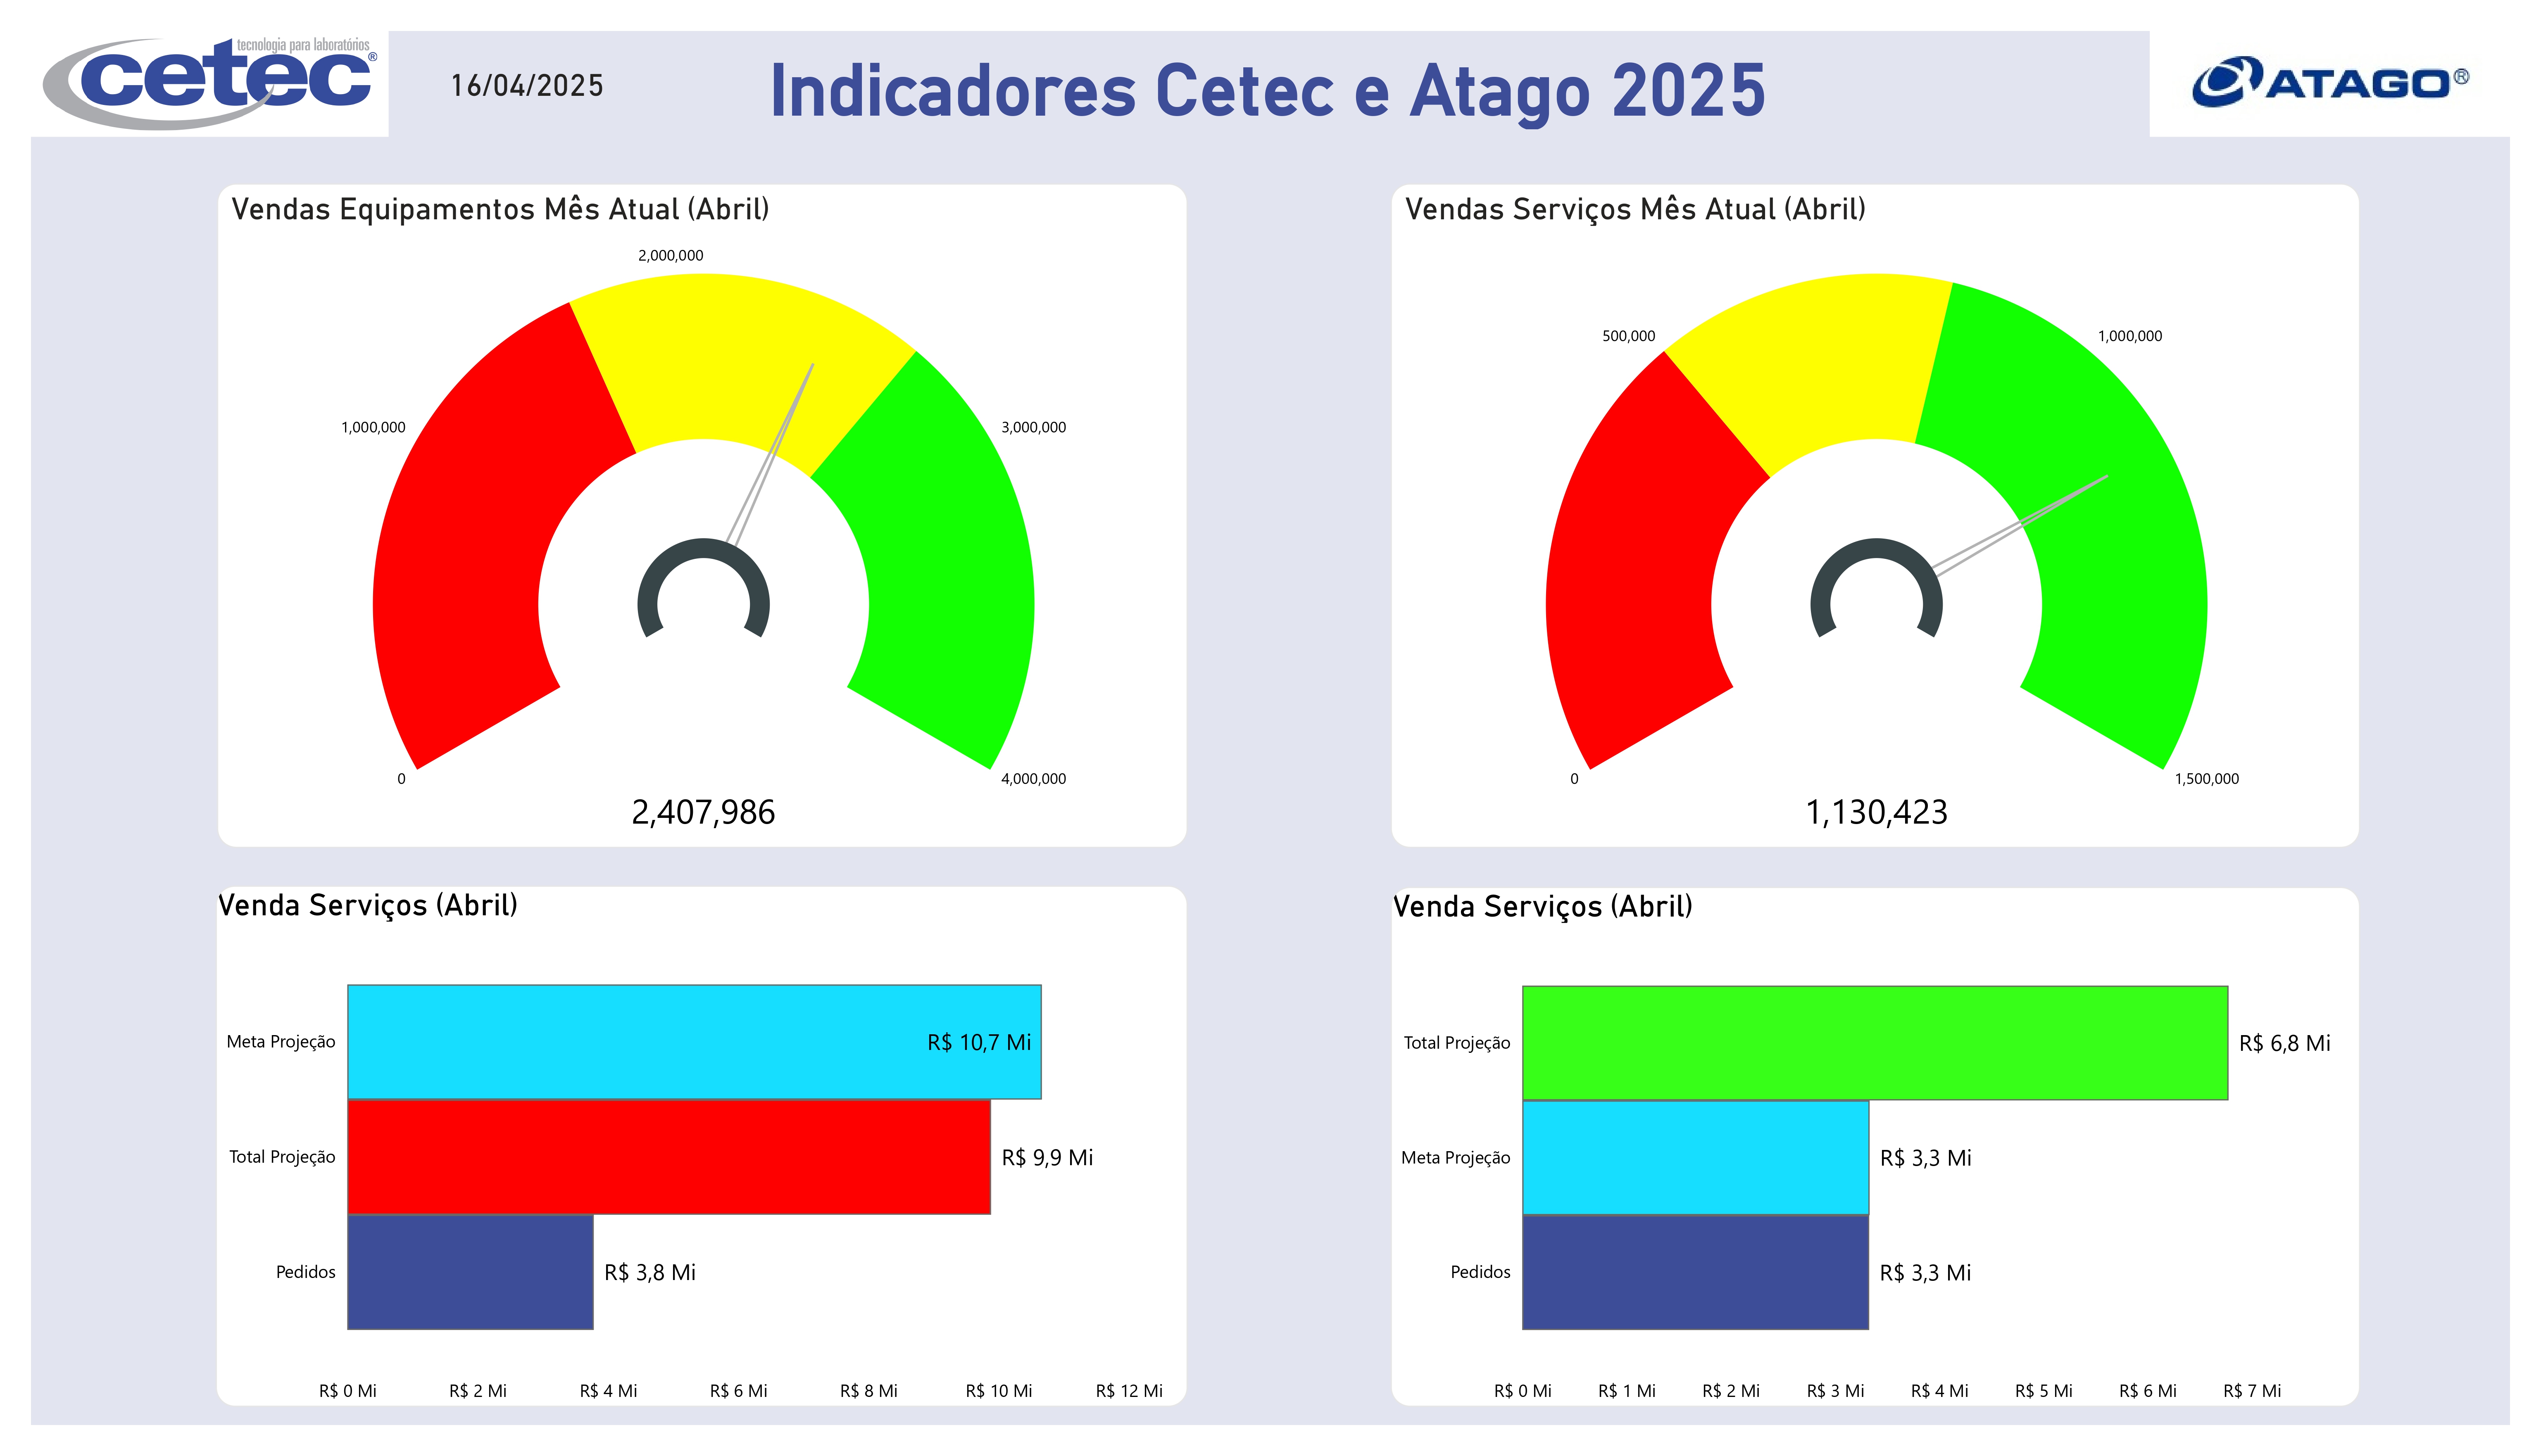 tecnologia para laboratórios
cetec®
16/04/2025
Indicadores Cetec e Atago 2025
ATAGO®
Vendas Equipamentos Mês Atual (Abril)
2,000,000
1,000,000
3,000,000
0
4,000,000
2,407,986
Vendas Serviços Mês Atual (Abril)
500,000
1,000,000
0
1,500,000
1,130,423
Venda Serviços (Abril)
Meta Projeção
R$ 10,7 Mi
Total Projeção
R$ 9,9 Mi
Pedidos
R$ 3,8 Mi
R$ 0 Mi R$ 2 Mi R$ 4 Mi R$ 6 Mi R$ 8 Mi R$ 10 Mi R$ 12 Mi
Venda Serviços (Abril)
Total Projeção
R$ 6,8 Mi
Meta Projeção
R$ 3,3 Mi
Pedidos
R$ 3,3 Mi
R$ 0 Mi R$ 1 Mi R$ 2 Mi R$ 3 Mi R$ 4 Mi R$ 5 Mi R$ 6 Mi R$ 7 Mi